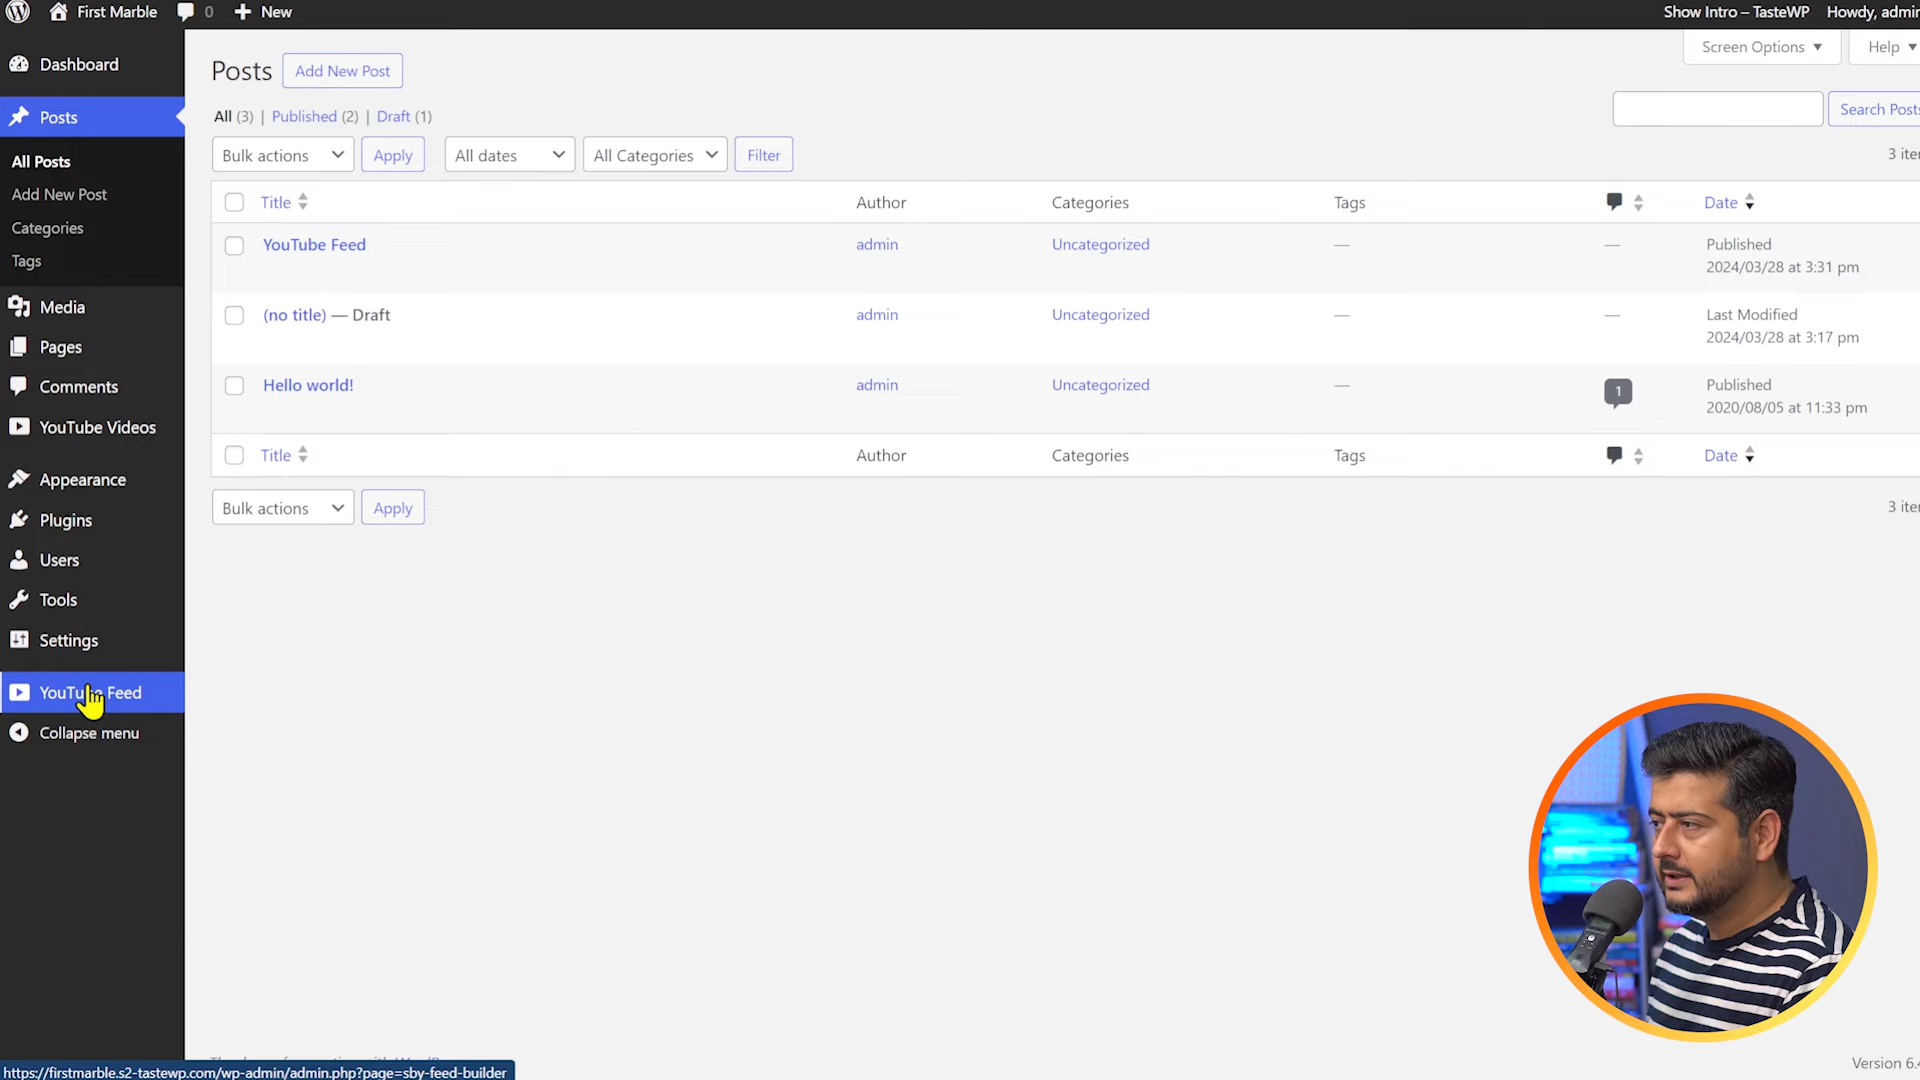 First Marble 0 New Show Intro – TasteWP Howdy, admin
Dashboard
Posts
All Posts
Add New Post
Categories
Tags
Media
Pages
Comments
YouTube Videos
Appearance
Plugins
Users
Tools
Settings
YouTube Feed
Collapse menu
Screen Options Help
Posts Add New Post
All (3) | Published (2) | Draft (1)
Search Posts
Bulk actions Apply All dates All Categories Filter
3
Title Author Categories Tags Date
YouTube Feed admin Uncategorized — — Published
2024/03/28 at 3:31 pm
(no title) — Draft admin Uncategorized — — Last Modified
2024/03/28 at 3:17 pm
Hello world! admin Uncategorized — 1 Published
2020/08/05 at 11:33 pm
Title Author Categories Tags Date
Bulk actions Apply
3
Version 6.4
https://firstmarble.s2-tastewp.com/wp-admin/admin.php?page=sby-feed-builder